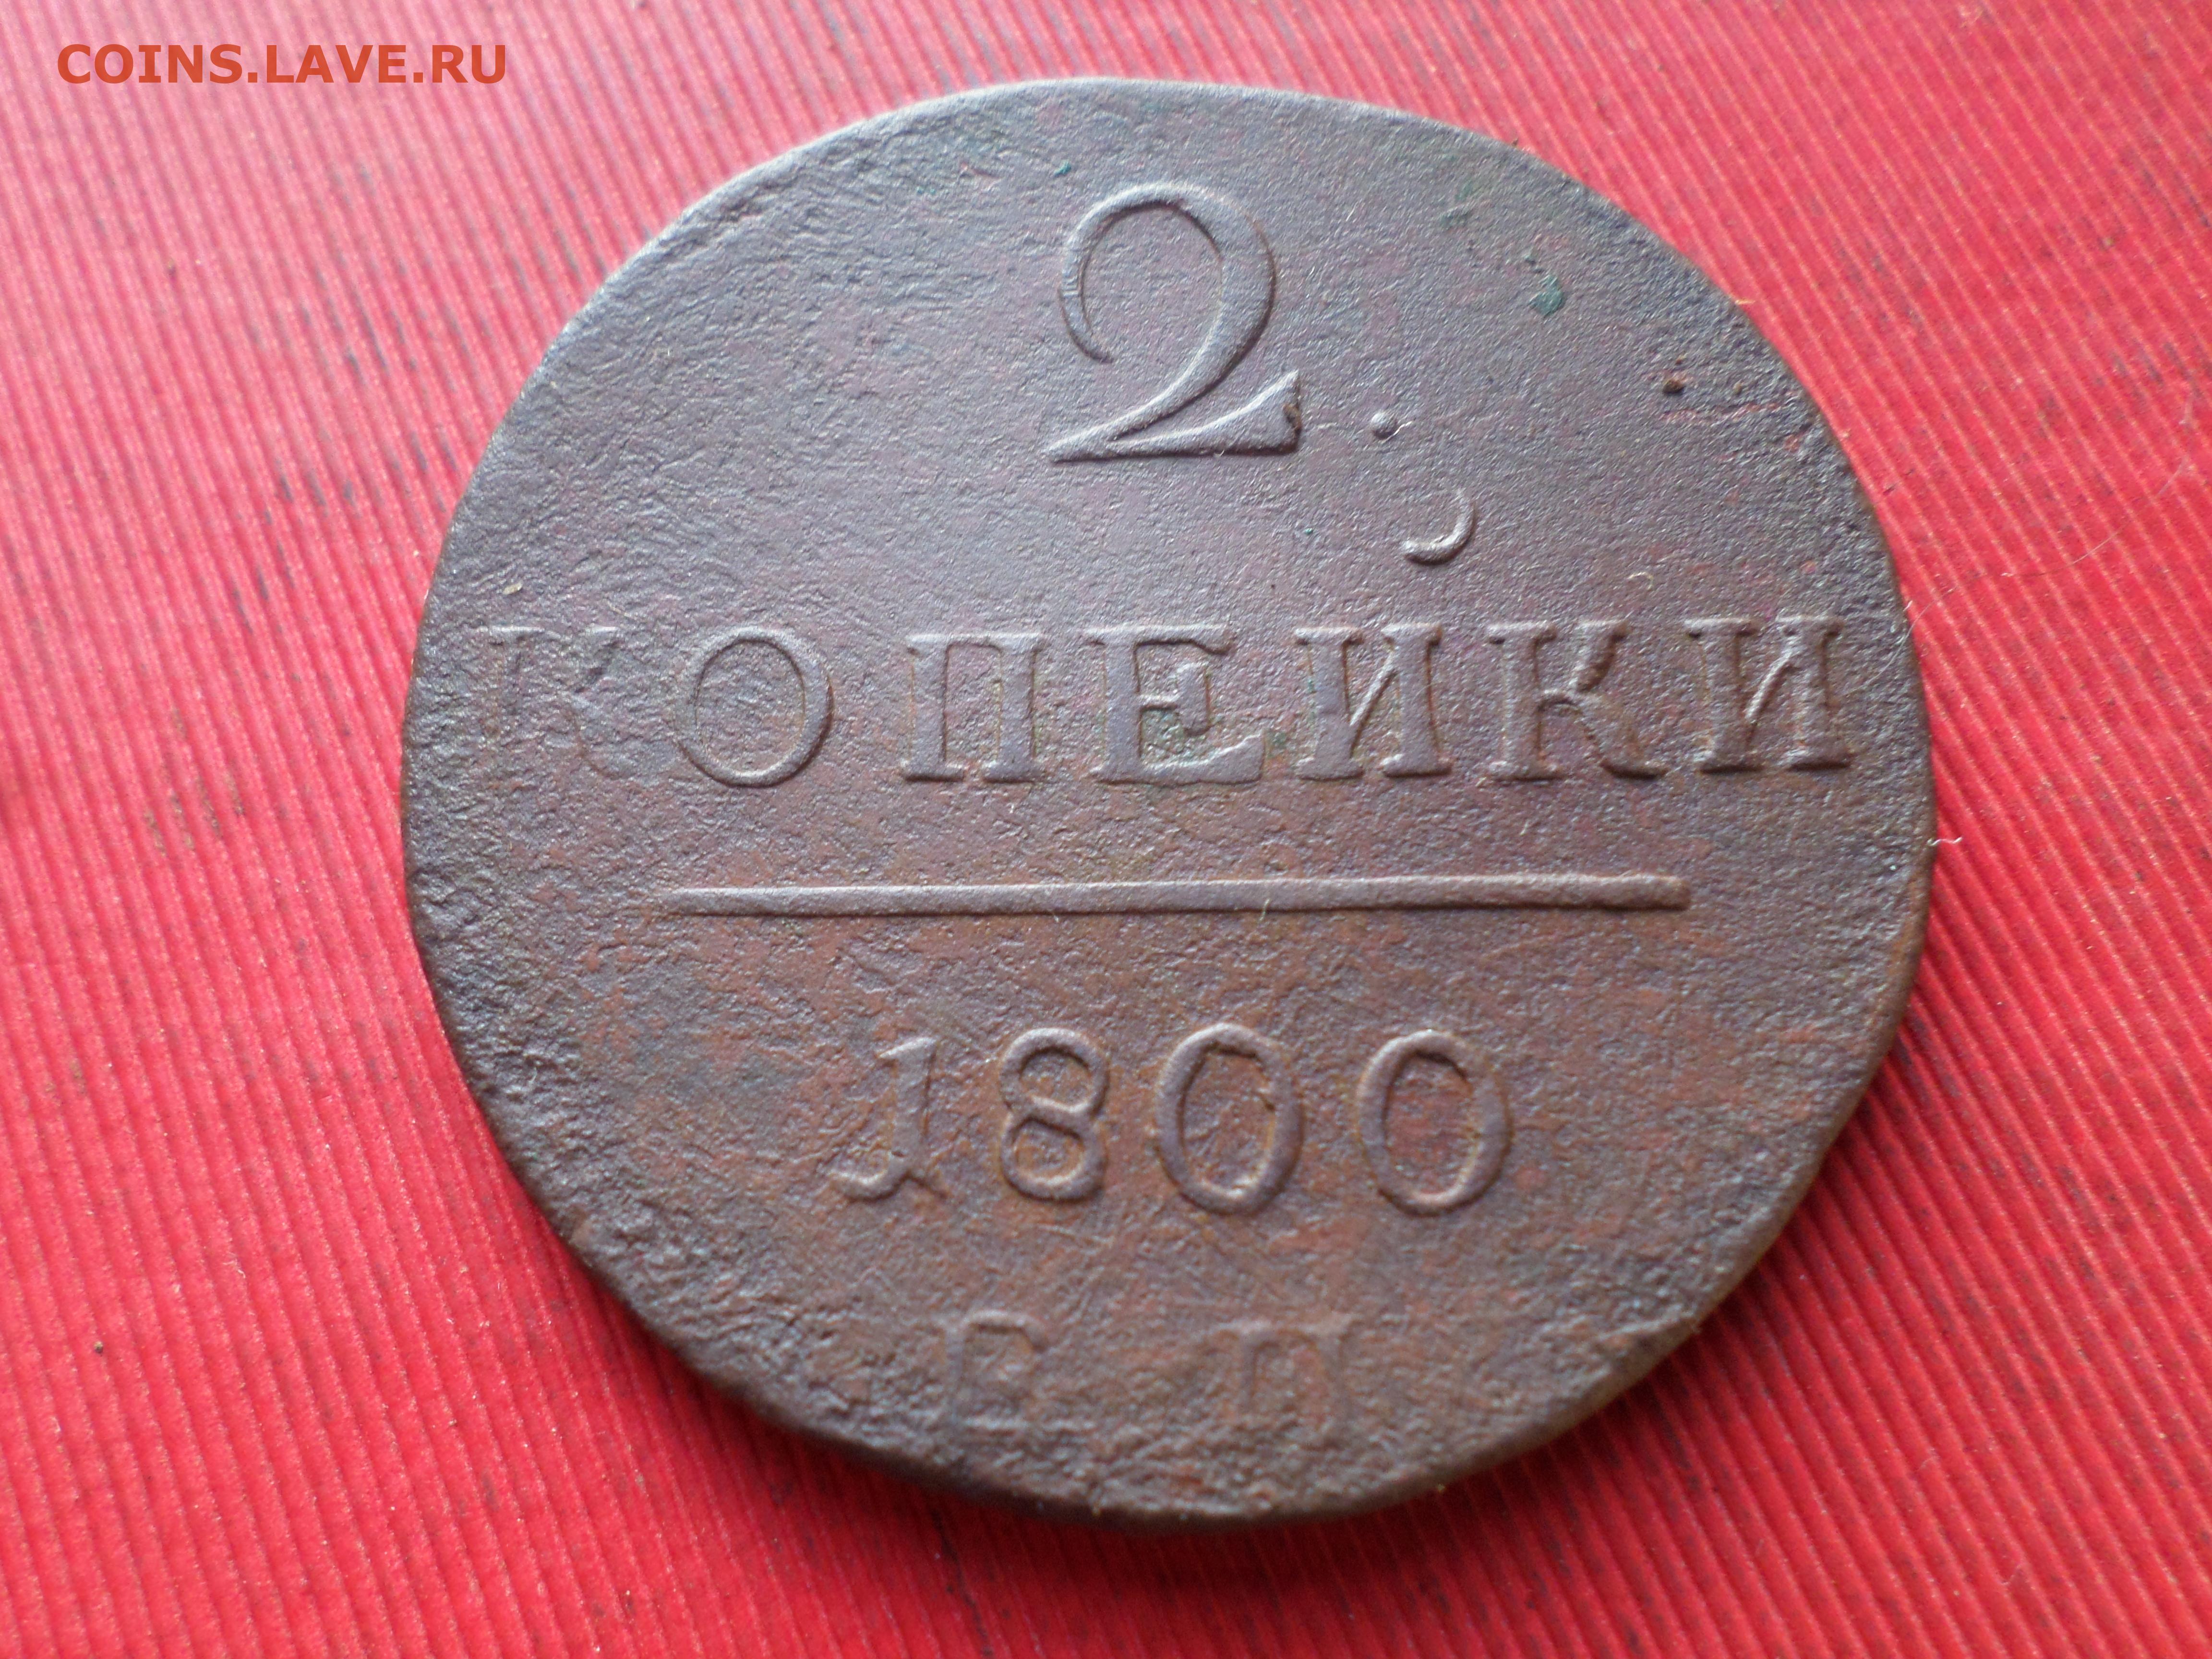 COINS.LAVE.RU
2.
КОПЕЙКИ
1800
Е М